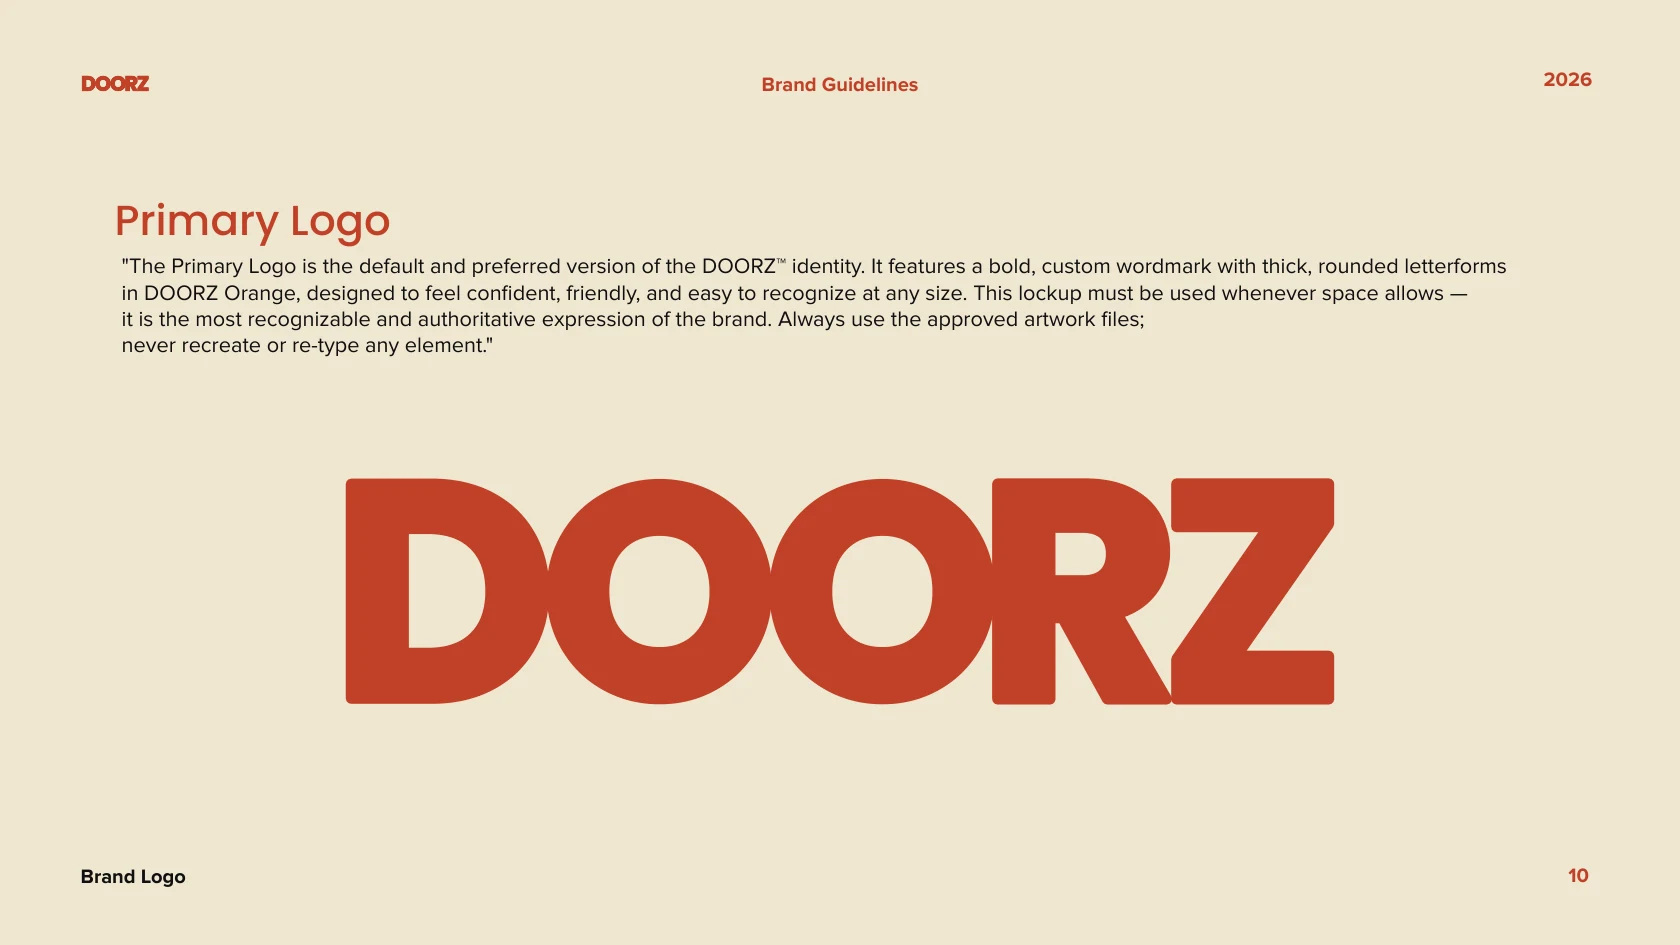 DOORZ
Brand Guidelines
2026
Primary Logo
"The Primary Logo is the default and preferred version of the DOORZ™ identity. It features a bold, custom wordmark with thick, rounded letterforms
in DOORZ Orange, designed to feel confident, friendly, and easy to recognize at any size. This lockup must be used whenever space allows —
it is the most recognizable and authoritative expression of the brand. Always use the approved artwork files;
never recreate or re-type any element."
DOORZ
Brand Logo
10